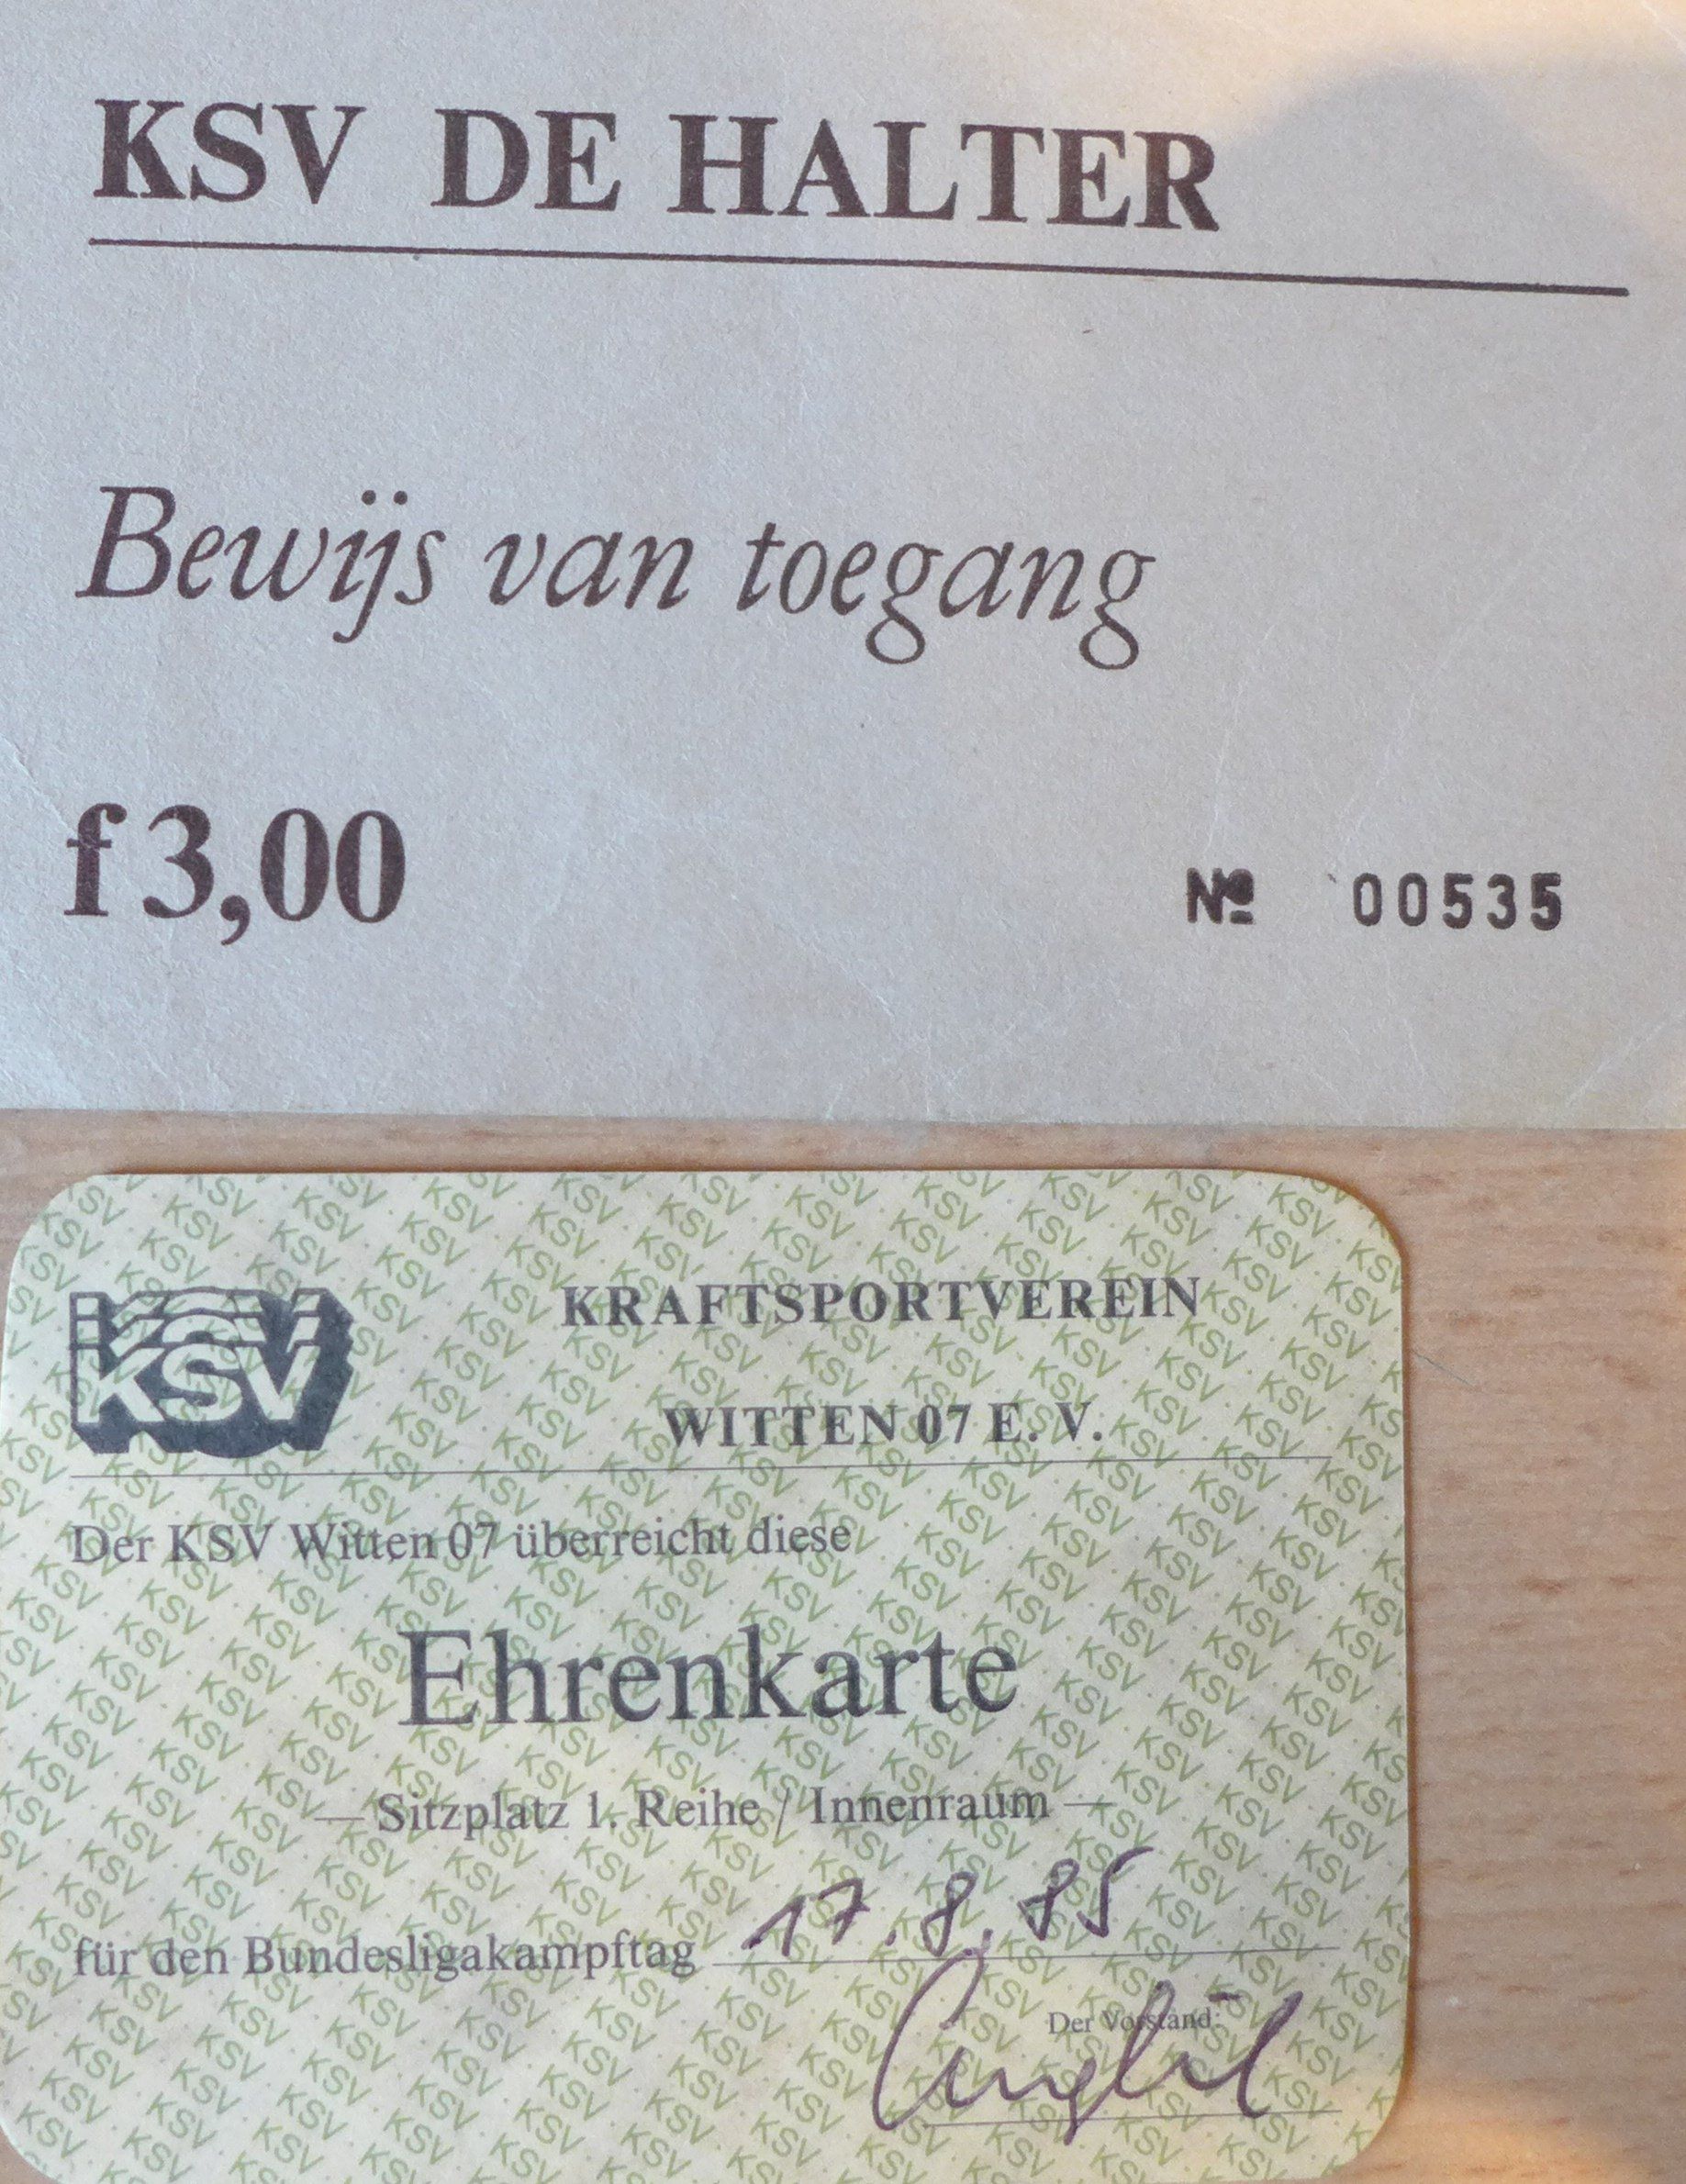 KSV DE HALTER
Bewijs van toegang
f 3,00
Nº 00535
KSV
KRAFTSPORTVEREIN
WITTEN 07 E. V.
Der KSV Witten 07 überreicht diese
Ehrenkarte
— Sitzplatz 1. Reihe / Innenraum —
für den Bundesligakampftag 17.8.85
Der Vorstand: